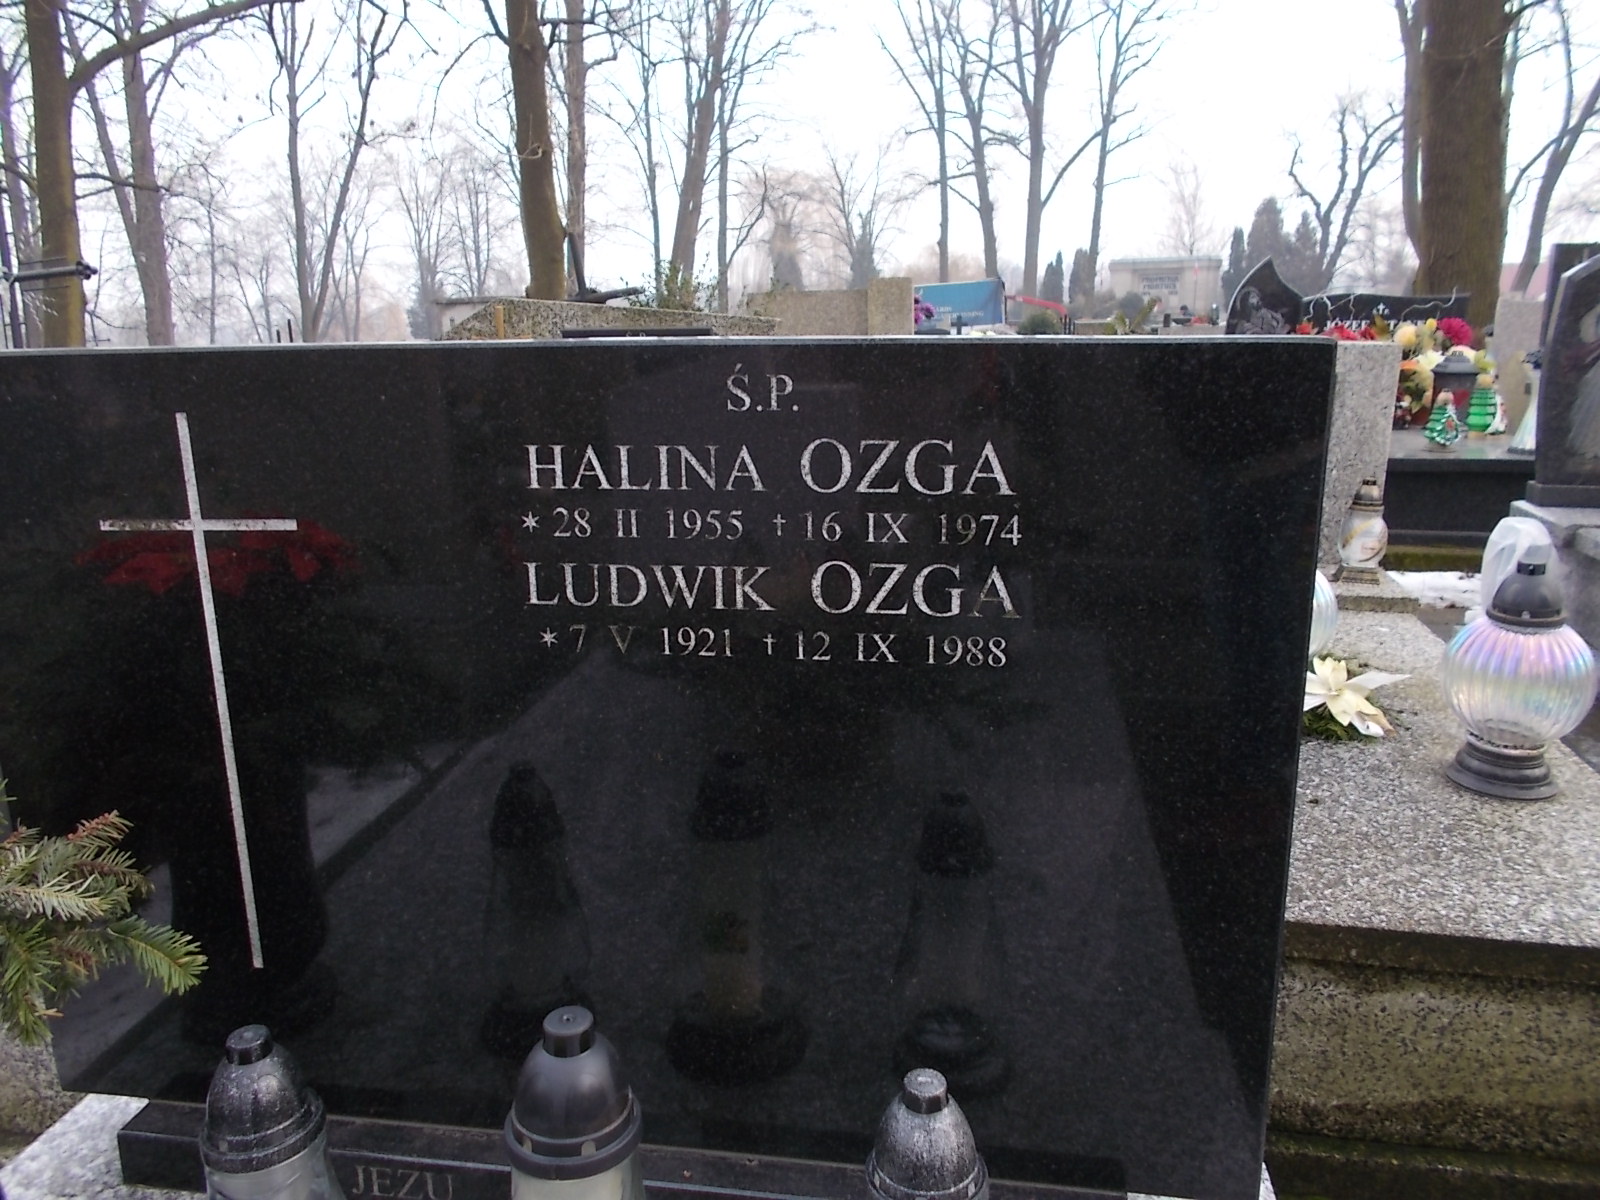 Ś.P.
HALINA OZGA
* 28 II 1955 † 16 IX 1974
LUDWIK OZGA
* 7 V 1921 † 12 IX 1988
JEZU